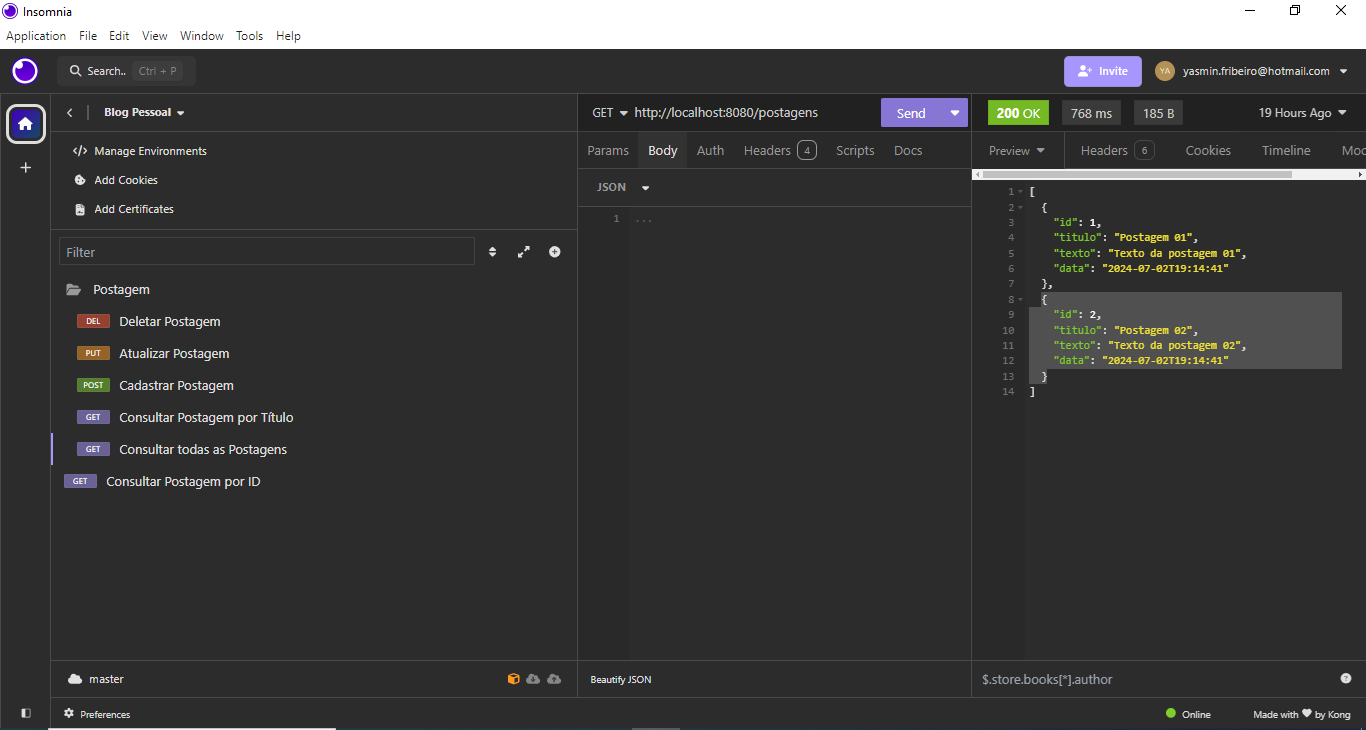 Insomnia
Application File Edit View Window Tools Help
Search.. Ctrl + P
Invite
YA yasmin.fribeiro@hotmail.com
Blog Pessoal
GET http://localhost:8080/postagens Send
200 OK 768 ms 185 B 19 Hours Ago
</> Manage Environments
Add Cookies
Add Certificates
Params Body Auth Headers 4 Scripts Docs
Preview Headers 6 Cookies Timeline Moc
JSON
1 ...
Filter
Postagem
DEL Deletar Postagem
PUT Atualizar Postagem
POST Cadastrar Postagem
GET Consultar Postagem por Título
GET Consultar todas as Postagens
GET Consultar Postagem por ID
1 [
2 {
3 "id": 1,
4 "titulo": "Postagem 01",
5 "texto": "Texto da postagem 01",
6 "data": "2024-07-02T19:14:41"
7 },
8 {
9 "id": 2,
10 "titulo": "Postagem 02",
11 "texto": "Texto da postagem 02",
12 "data": "2024-07-02T19:14:41"
13 }
14 ]
master
Beautify JSON
$.store.books[*].author
Preferences
Online
Made with ♥ by Kong